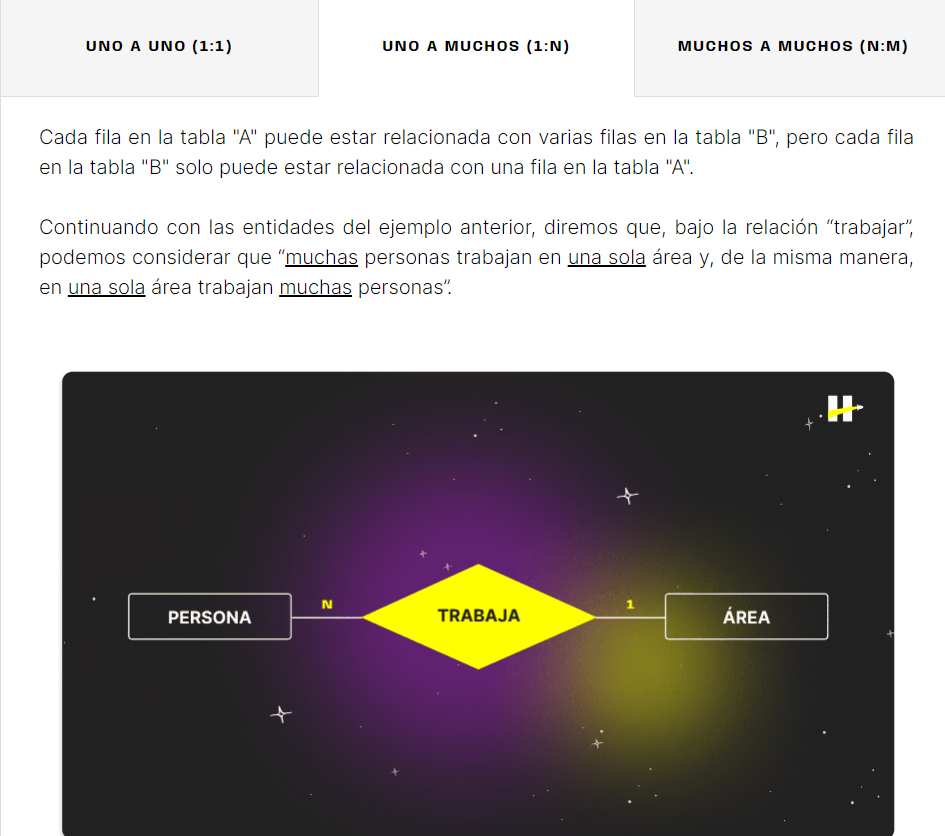 UNO A UNO (1:1)
UNO A MUCHOS (1:N)
MUCHOS A MUCHOS (N:M)
Cada fila en la tabla "A" puede estar relacionada con varias filas en la tabla "B", pero cada fila
en la tabla "B" solo puede estar relacionada con una fila en la tabla "A".
Continuando con las entidades del ejemplo anterior, diremos que, bajo la relación “trabajar”,
podemos considerar que “muchas personas trabajan en una sola área y, de la misma manera,
en una sola área trabajan muchas personas”.
H
PERSONA
N
TRABAJA
1
ÁREA